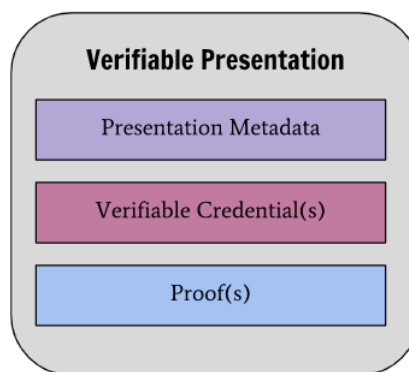 Verifiable Presentation
Presentation Metadata
Verifiable Credential(s)
Proof(s)